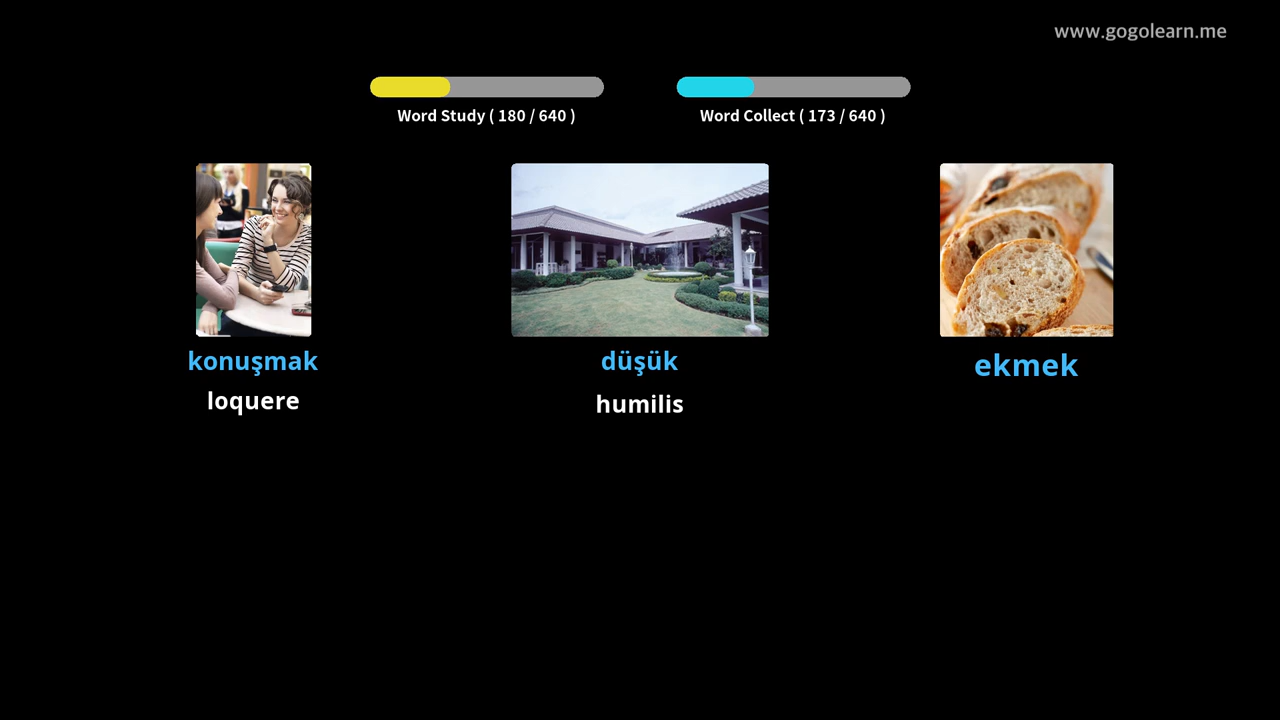 www.gogolearn.me
Word Study ( 180 / 640 )
Word Collect ( 173 / 640 )
konuşmak
loquere
düşük
humilis
ekmek